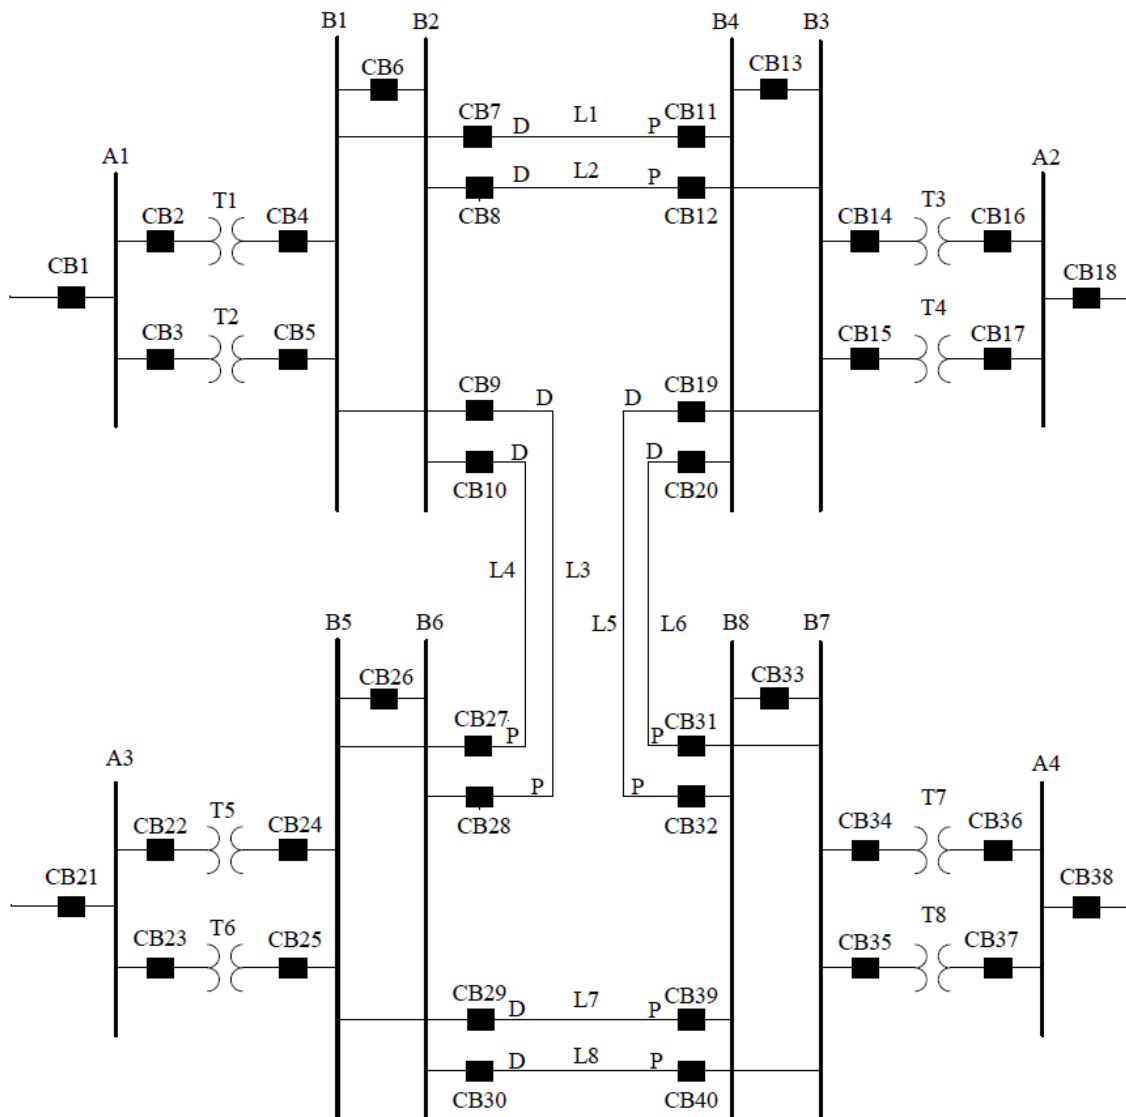 B1 B2 B4 B3
CB6 CB13
CB7 D L1 P CB11
A1 A2
D L2 P
CB2 T1 CB4 CB8 CB12 CB14 T3 CB16
CB1 CB18
CB3 T2 CB5 CB15 T4 CB17
CB9 D D CB19
D D
CB10 CB20
L4 L3
B5 B6 L5 L6 B8 B7
CB26 CB33
CB27 P P CB31
A3 A4
P P
CB22 T5 CB24 CB28 CB32 CB34 T7 CB36
CB21 CB38
CB23 T6 CB25 CB35 T8 CB37
CB29 D L7 P CB39
D L8 P
CB30 CB40